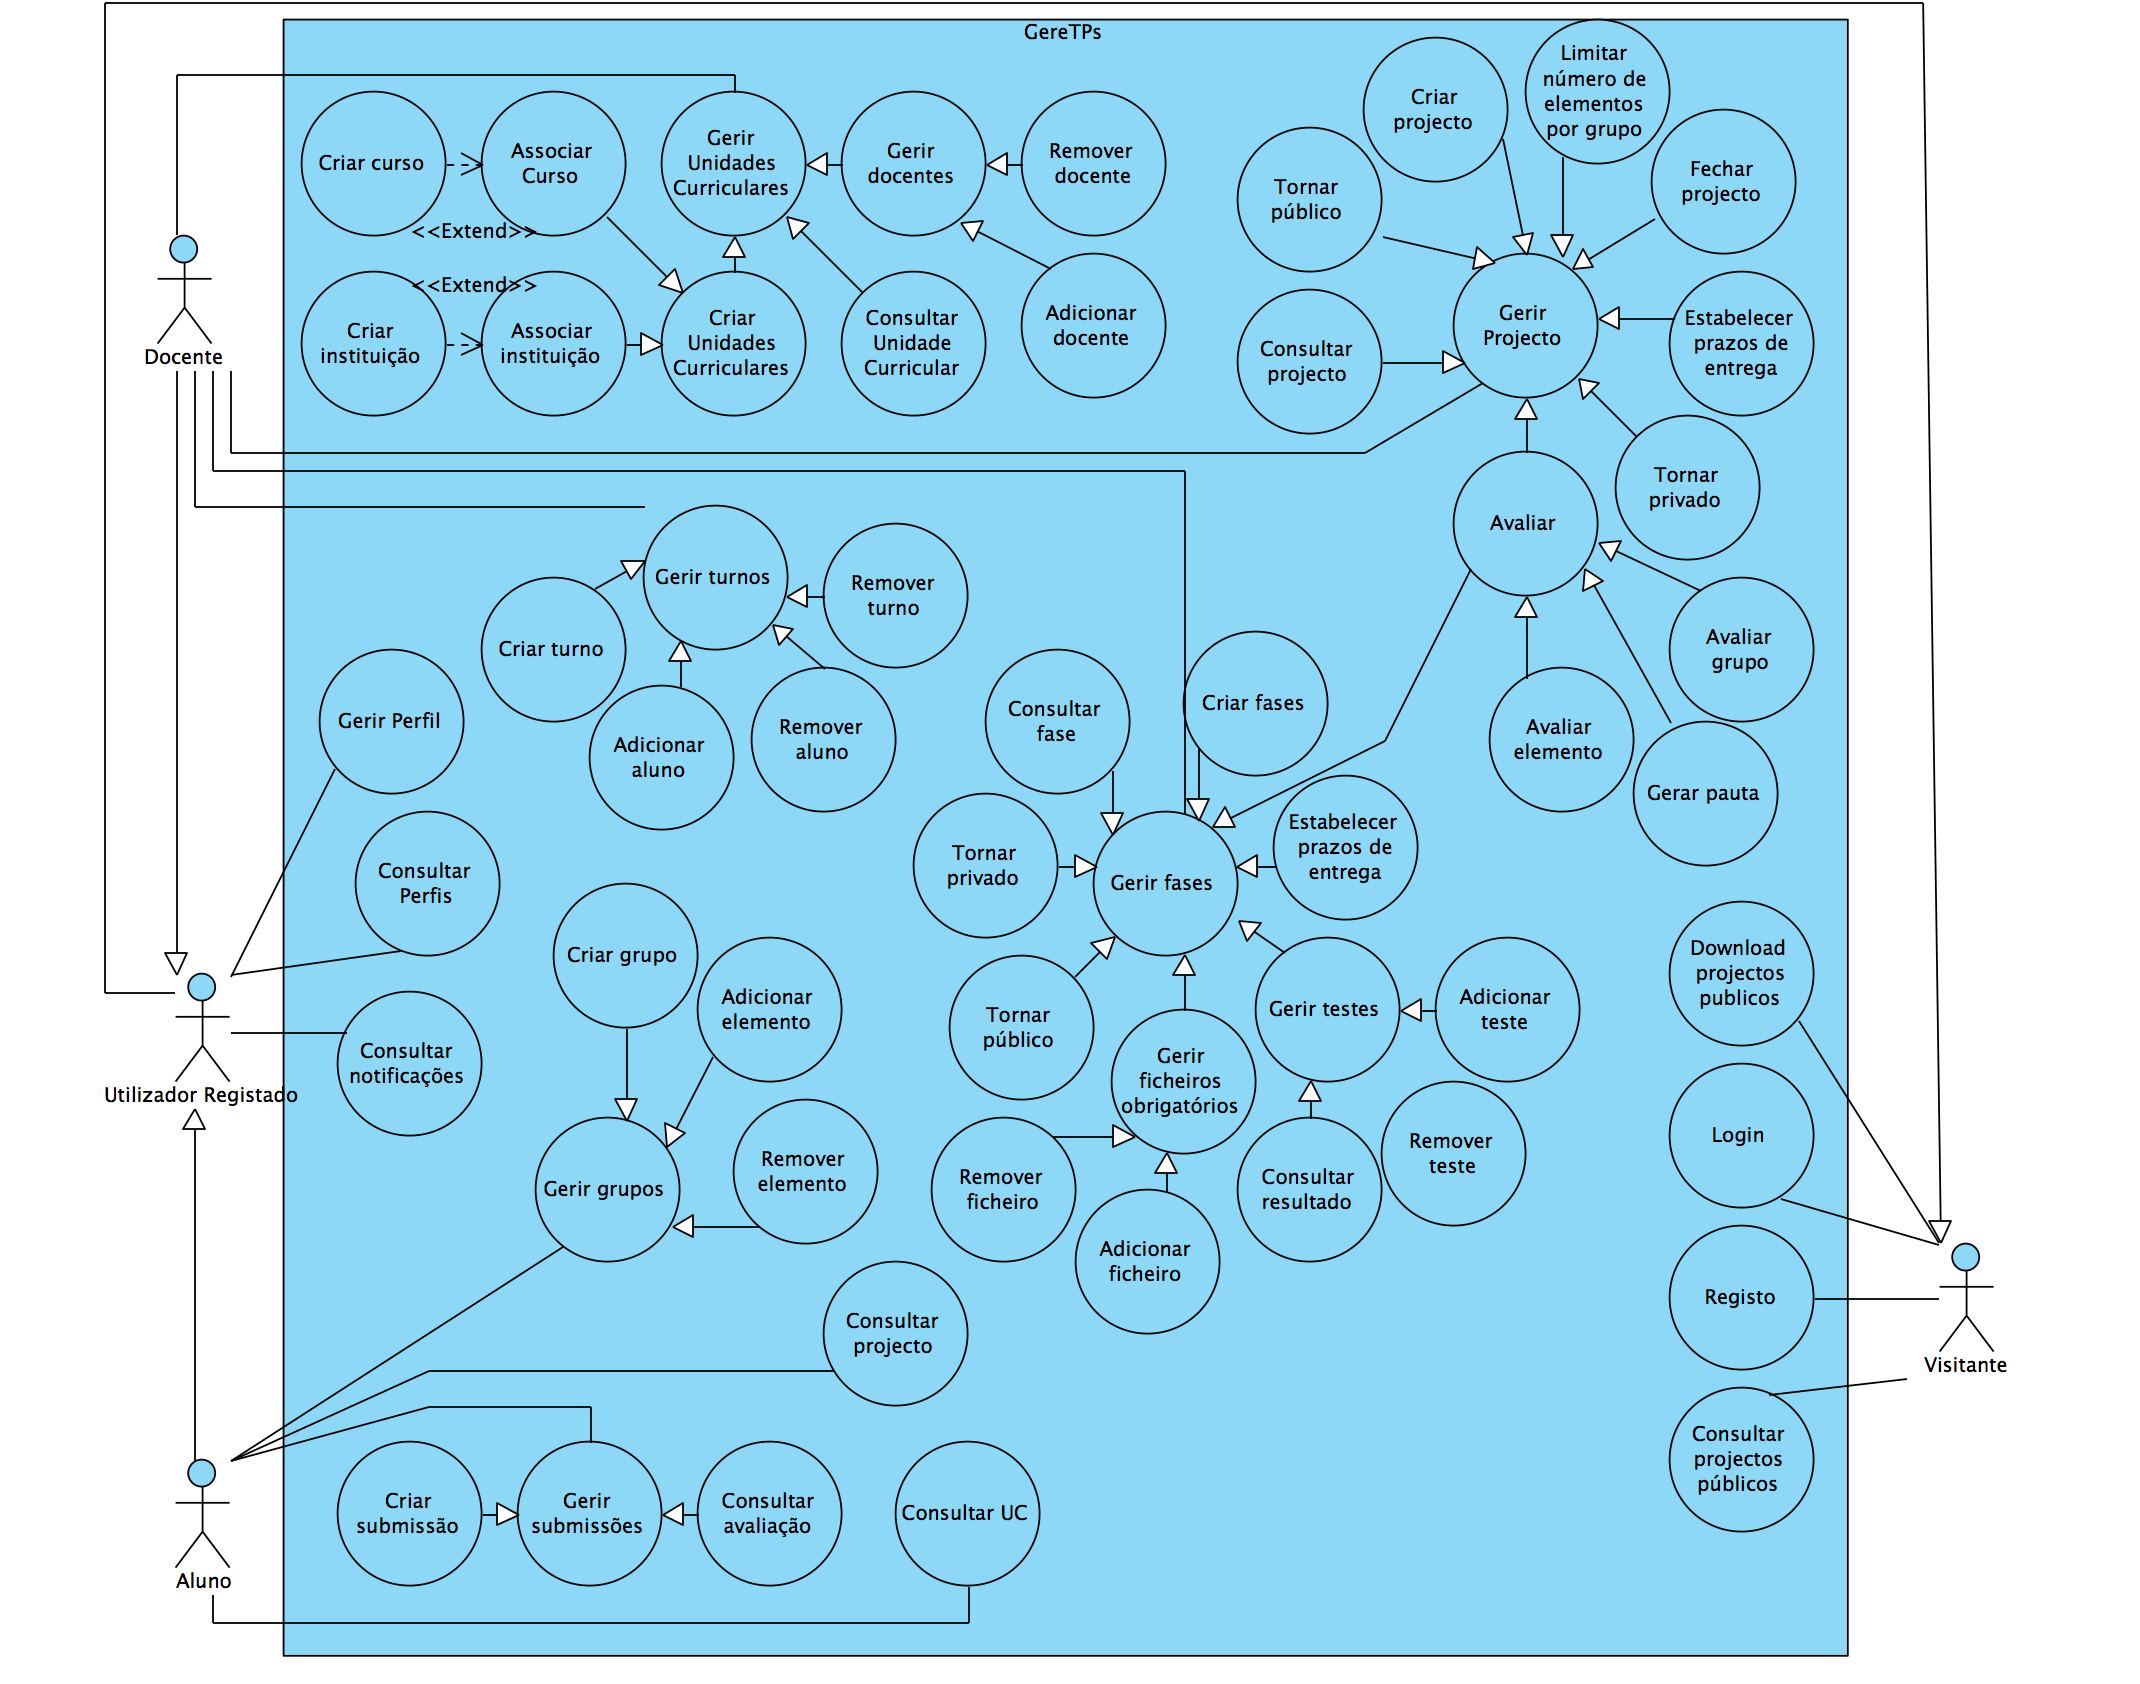 GereTPs
Criar curso
Associar
Curso
Gerir
Unidades
Curriculares
Gerir
docentes
Remover
docente
<<Extend>>
<<Extend>>
Criar
instituição
Associar
instituição
Criar
Unidades
Curriculares
Consultar
Unidade
Curricular
Adicionar
docente
Criar
projecto
Limitar
número de
elementos
por grupo
Tornar
público
Fechar
projecto
Consultar
projecto
Gerir
Projecto
Estabelecer
prazos de
entrega
Tornar
privado
Avaliar
Avaliar
grupo
Avaliar
elemento
Gerar pauta
Docente
Gerir turnos
Remover
turno
Criar turno
Adicionar
aluno
Remover
aluno
Gerir Perfil
Consultar
Perfis
Consultar
notificações
Utilizador Registado
Consultar
fase
Criar fases
Tornar
privado
Gerir fases
Estabelecer
prazos de
entrega
Tornar
público
Gerir
ficheiros
obrigatórios
Gerir testes
Adicionar
teste
Remover
ficheiro
Adicionar
ficheiro
Consultar
resultado
Remover
teste
Criar grupo
Adicionar
elemento
Gerir grupos
Remover
elemento
Consultar
projecto
Download
projectos
publicos
Login
Registo
Consultar
projectos
públicos
Visitante
Criar
submissão
Gerir
submissões
Consultar
avaliação
Consultar UC
Aluno